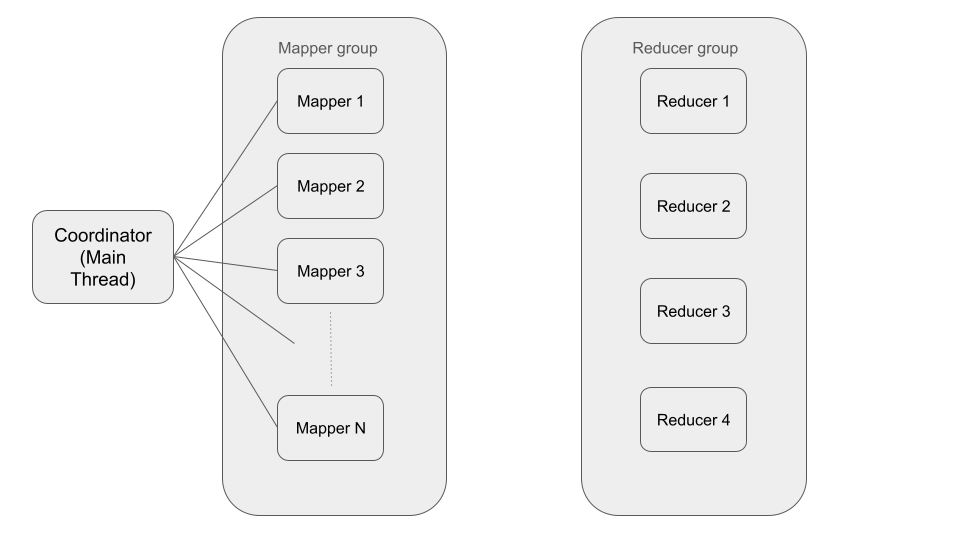 Mapper group
Mapper 1
Mapper 2
Mapper 3
Mapper N
Coordinator
(Main
Thread)
Reducer group
Reducer 1
Reducer 2
Reducer 3
Reducer 4